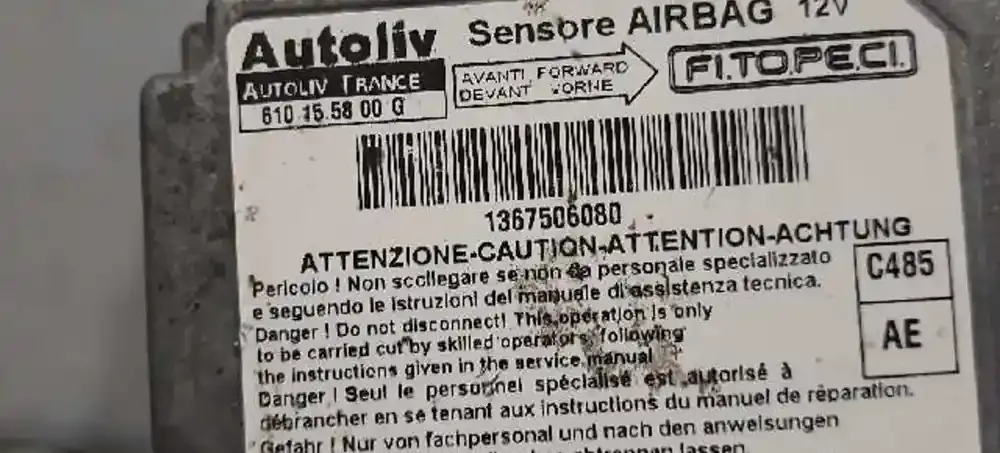 Autoliv
Sensore AIRBAG 12V
AUTOLIV FRANCE
610 15.58 00 G
AVANTI, FORWARD
DEVANT VORNE
FI.TO.PE.CI.
1367506080
ATTENZIONE-CAUTION-ATTENTION-ACHTUNG
C485
AE
Pericolo ! Non scollegare se non da personale specializzato
e seguendo le istruzioni del manuale di assistenza tecnica.
Danger ! Do not disconnect! This operation is only
to be carried out by skilled operators, following
the instructions given in the service manual
Danger ! Seul le personnel spécialisé est autorisé à
débrancher en se tenant aux instructions du manuel de réparation.
Gefahr ! Nur von fachpersonal und nach den anweisungen
lassen